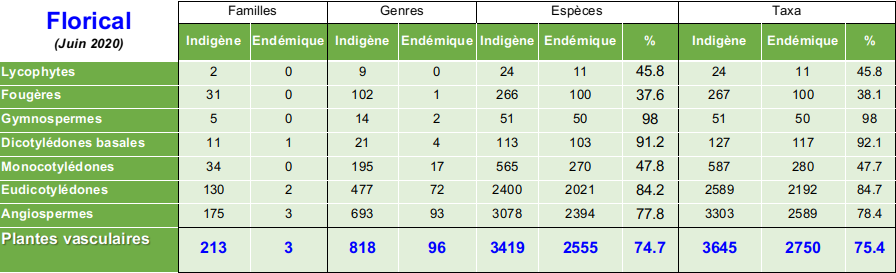 Florical
(Juin 2020)
Familles Genres Espèces Taxa
Indigène Endémique Indigène Endémique Indigène Endémique % Indigène Endémique %
Lycophytes 2 0 9 0 24 11 45.8 24 11 45.8
Fougères 31 0 102 1 266 100 37.6 267 100 38.1
Gymnospermes 5 0 14 2 51 50 98 51 50 98
Dicotylédones basales 11 1 21 4 113 103 91.2 127 117 92.1
Monocotylédones 34 0 195 17 565 270 47.8 587 280 47.7
Eudicotylédones 130 2 477 72 2400 2021 84.2 2589 2192 84.7
Angiospermes 175 3 693 93 3078 2394 77.8 3303 2589 78.4
Plantes vasculaires 213 3 818 96 3419 2555 74.7 3645 2750 75.4